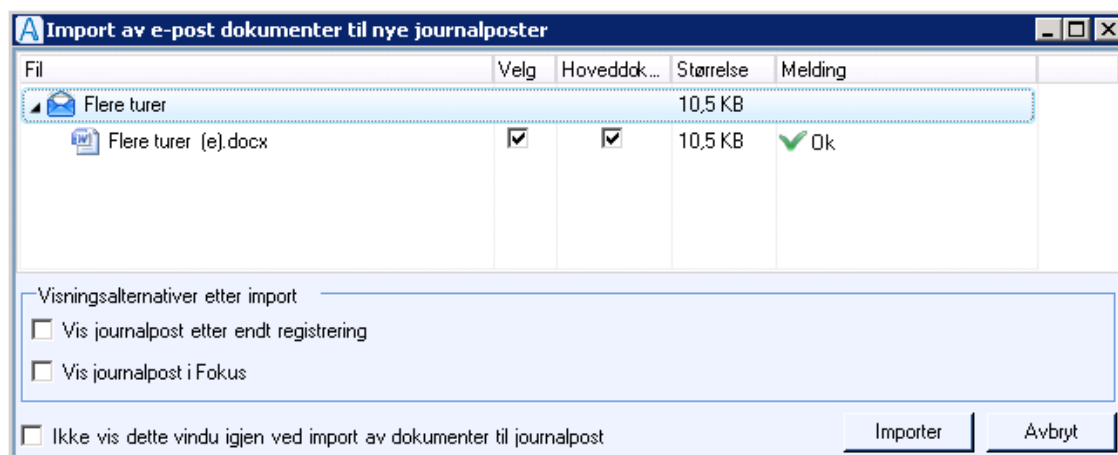 Import av e-post dokumenter til nye journalposter
Fil Velg Hoveddok... Størrelse Melding
Flere turer 10,5 KB
Flere turer (e).docx 10,5 KB Ok
Visningsalternativer etter import
Vis journalpost etter endt registrering
Vis journalpost i Fokus
Ikke vis dette vindu igjen ved import av dokumenter til journalpost Importer Avbryt